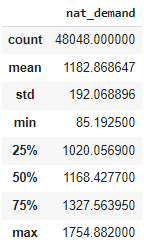 nat_demand
count 48048.000000
mean 1182.868647
std 192.068896
min 85.192500
25% 1020.056900
50% 1168.427700
75% 1327.563950
max 1754.882000